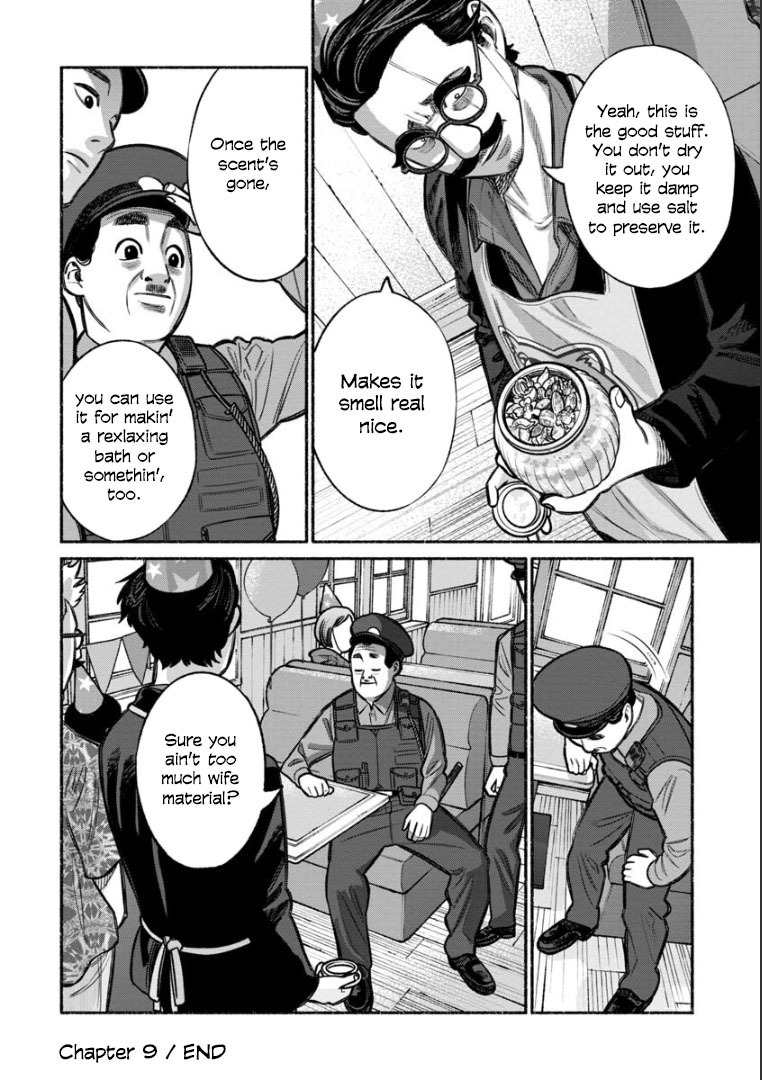 Yeah, this is
the good stuff.
You don't dry
it out, you
keep it damp
and use salt
to preserve it.
Makes it
smell real
nice.
Once the
scent's
gone,
you can use
it for makin'
a rexlaxing
bath or
somethin',
too.
Sure you
ain't too
much wife
material?
Chapter 9 / END